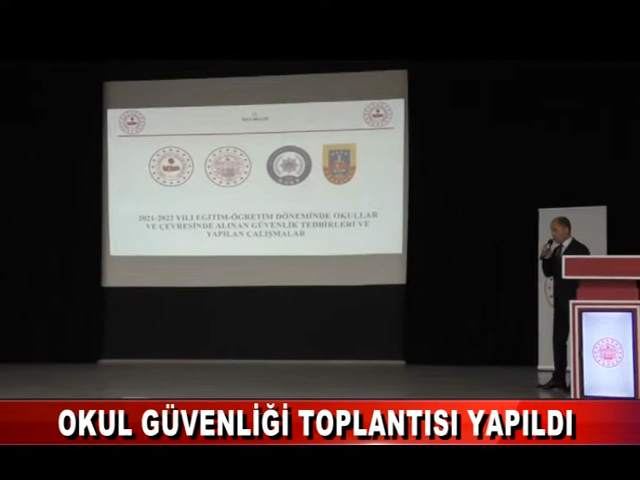 2021-2022 YILI EĞİTİM-ÖĞRETİM DÖNEMİNDE OKULLAR
VE ÇEVRESİNDE ALINAN GÜVENLİK TEDBİRLERİ VE
YAPILAN ÇALIŞMALAR
OKUL GÜVENLİĞİ TOPLANTISI YAPILDI